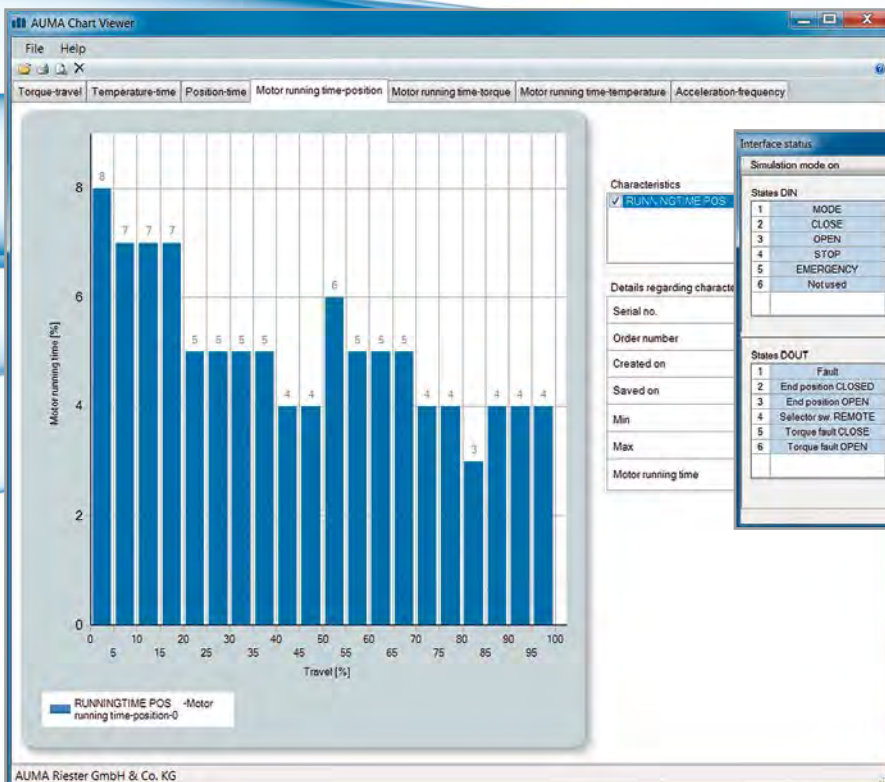 AUMA Chart Viewer
File Help
Torque-travel Temperature-time Position-time Motor running time-position Motor running time-torque Motor running time-temperature Acceleration-frequency
Motor running time [%]
8
6
4
2
0
8 7 7 7 5 5 5 5 4 4 6 5 5 5 4 4 3 4 4 4
0 10 20 30 40 50 60 70 80 90 100
5 15 25 35 45 55 65 75 85 95
Travel [%]
RUNNINGTIME POS -Motor
running time-position-0
Characteristics
RUNNINGTIME POS
Details regarding characte
Serial no.
Order number
Created on
Saved on
Min
Max
Motor running time
Interface status
Simulation mode on
States DIN
1 MODE
2 CLOSE
3 OPEN
4 STOP
5 EMERGENCY
6 Not used
States DOUT
1 Fault
2 End position CLOSED
3 End position OPEN
4 Selector sw. REMOTE
5 Torque fault CLOSE
6 Torque fault OPEN
AUMA Riester GmbH & Co. KG